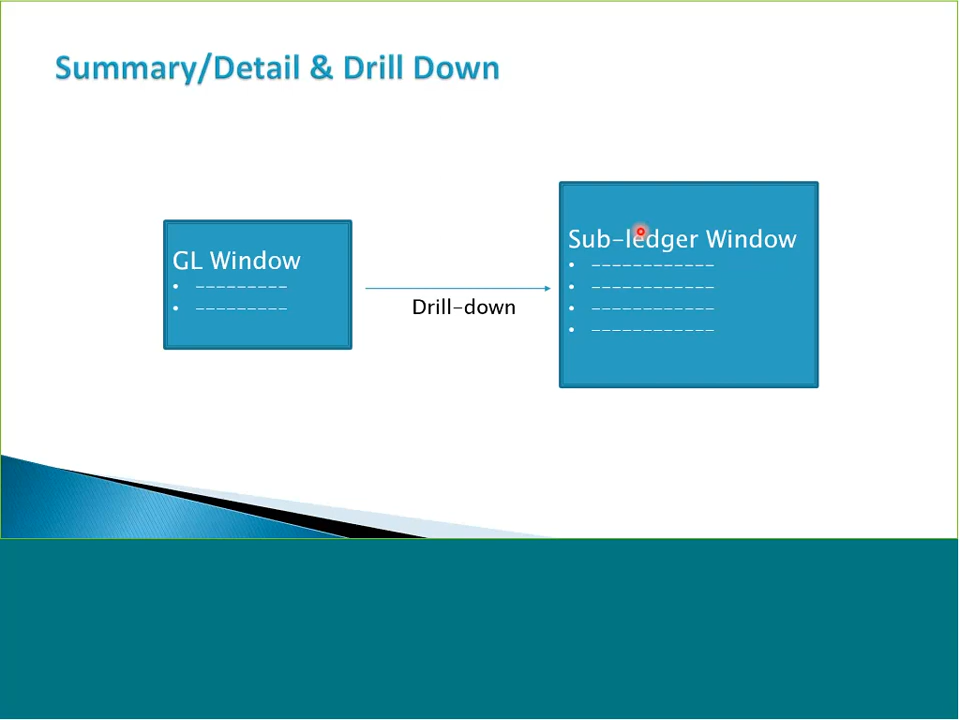 Summary/Detail & Drill Down
GL Window
• ---------
• ---------
Drill-down
Sub-ledger Window
• ------------
• ------------
• ------------
• ------------